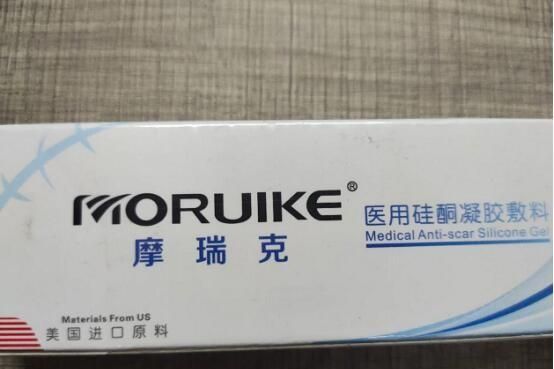 MORUIKE®
摩瑞克
医用硅酮凝胶敷料
Medical Anti-scar Silicone Gel
Materials From US
美国进口原料